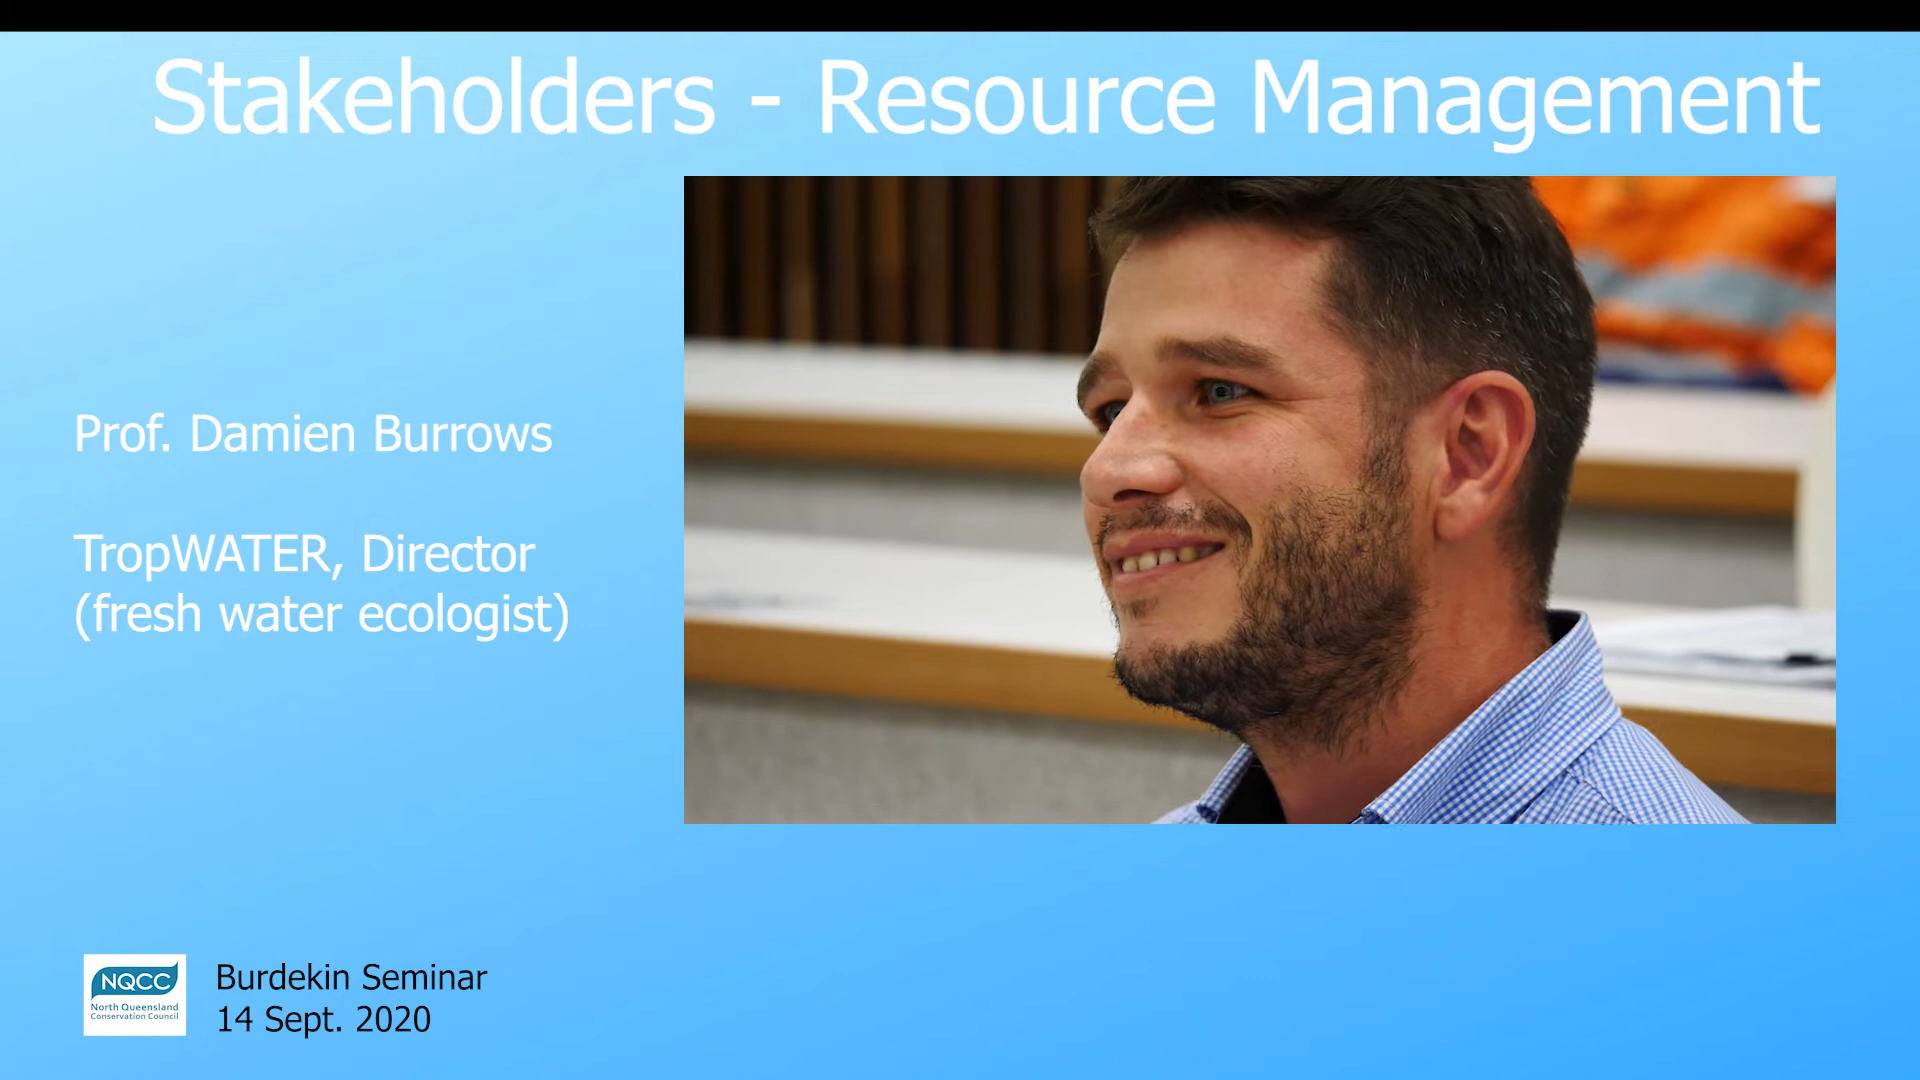 Stakeholders - Resource Management
Prof. Damien Burrows
TropWATER, Director
(fresh water ecologist)
NQCC
North Queensland
Conservation Council
Burdekin Seminar
14 Sept. 2020